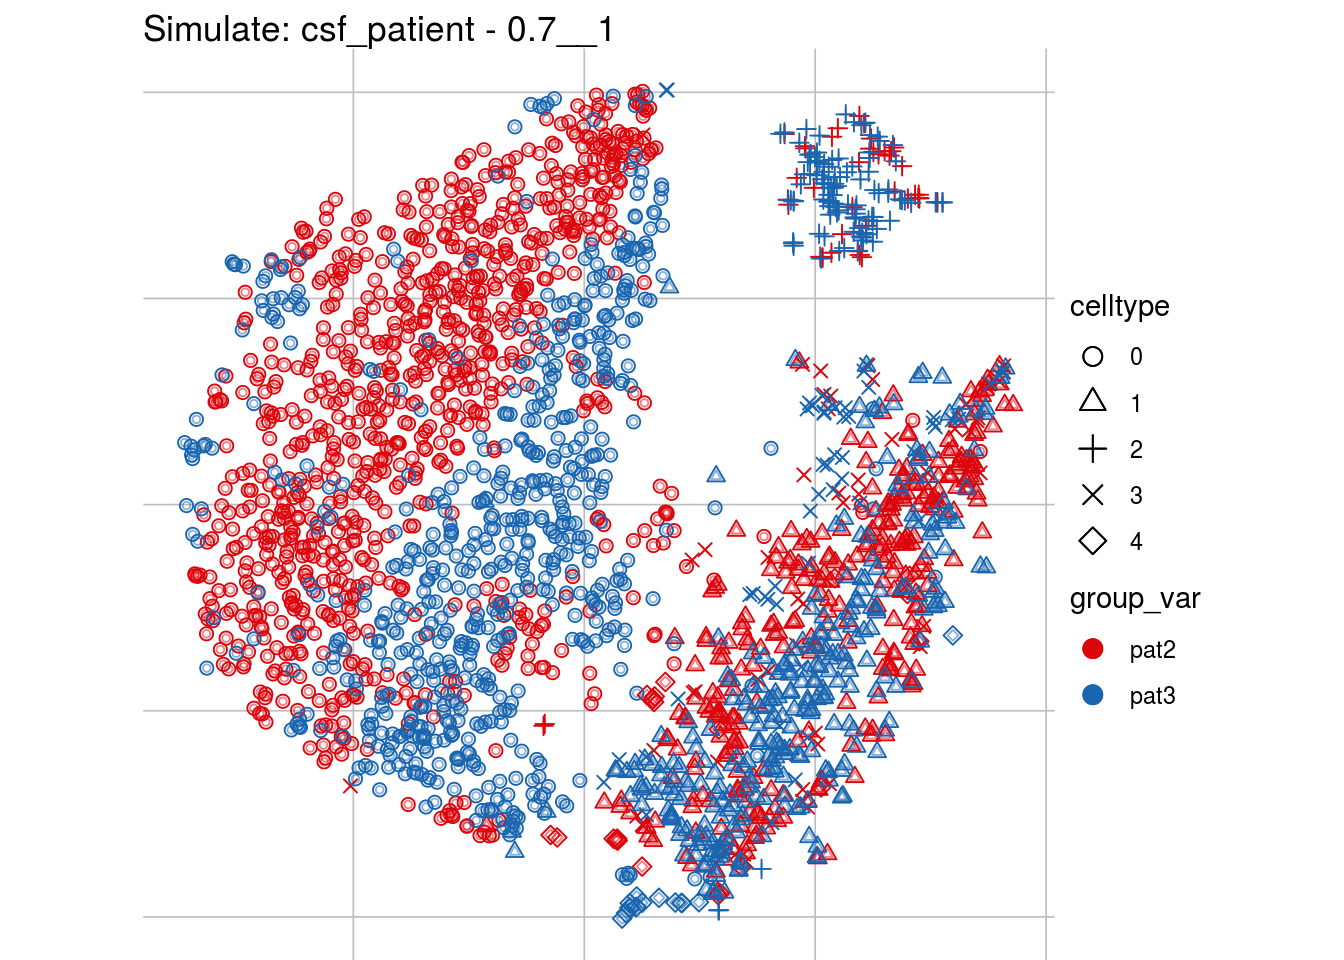 Simulate: csf_patient - 0.7__1
celltype
0
1
2
3
4
group_var
pat2
pat3